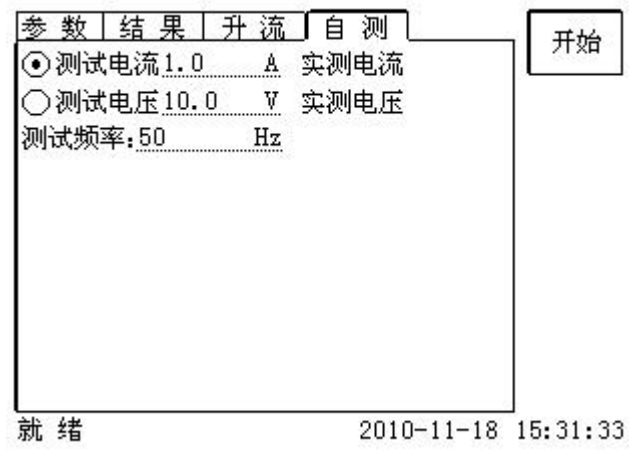 参 数 结 果 升 流 自 测 开始
测试电流1.0 A 实测电流
测试电压10.0 V 实测电压
测试频率:50 Hz
就 绪 2010-11-18 15:31:33